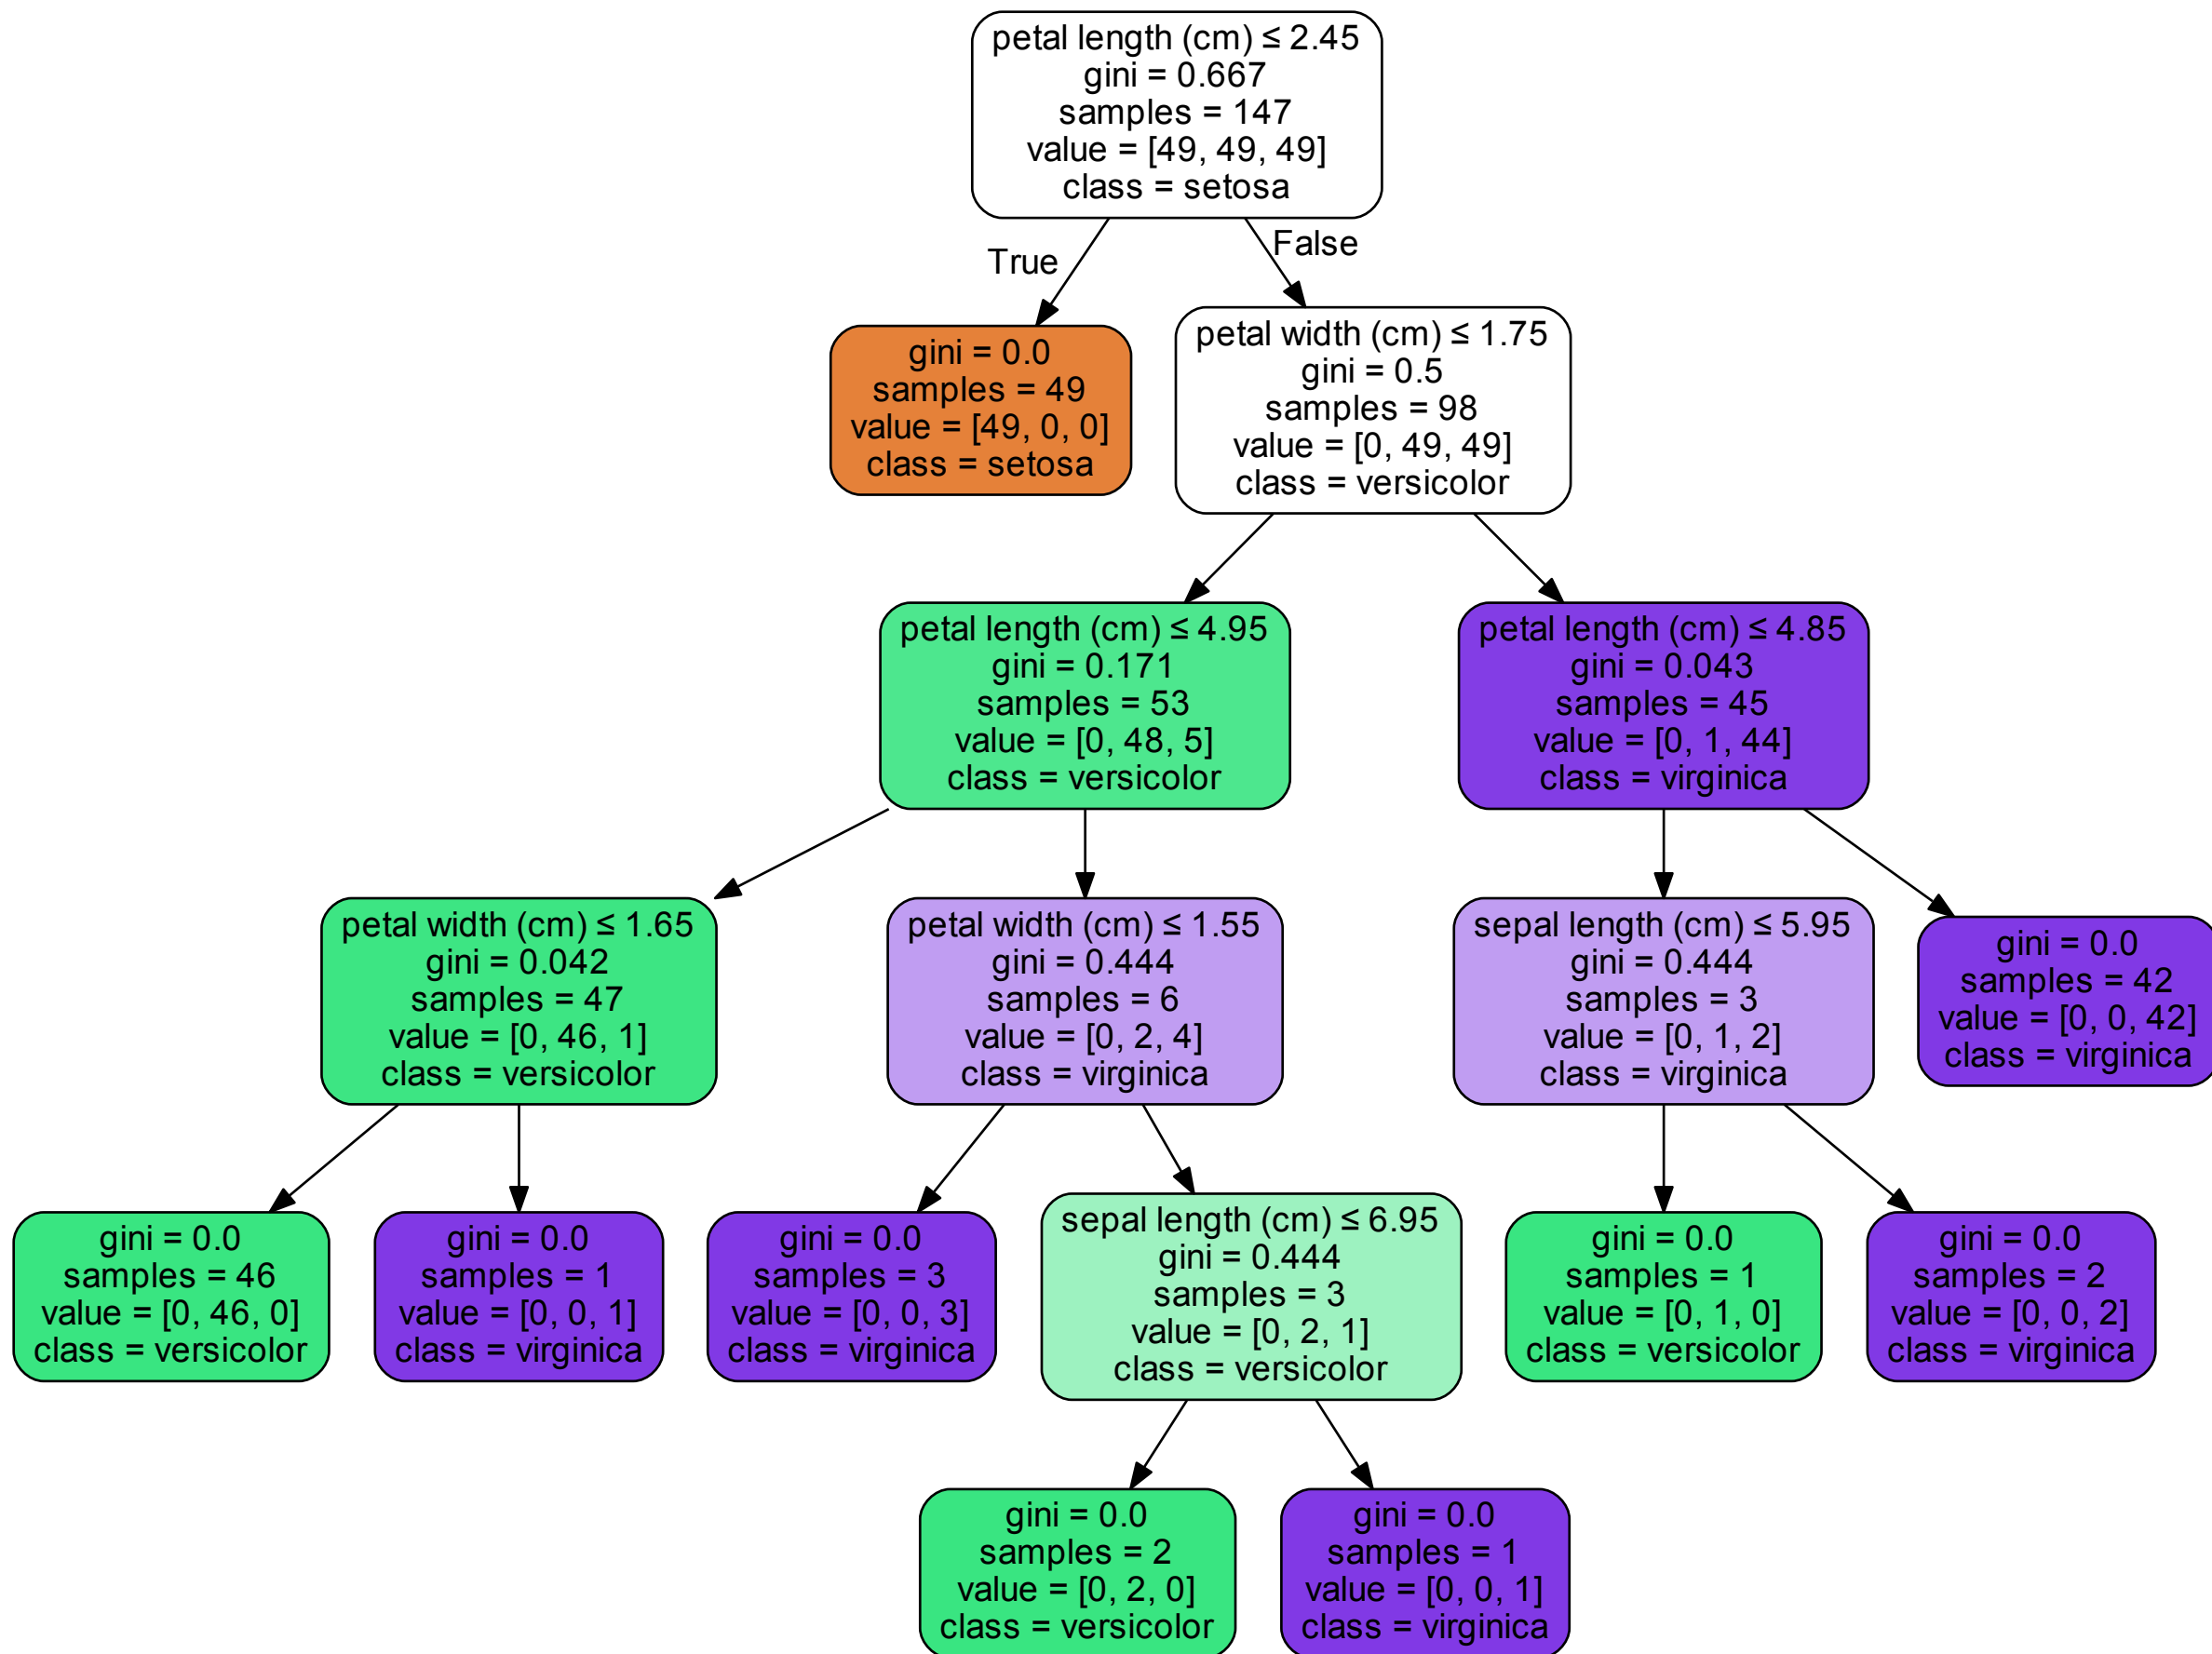 petal length (cm) ≤ 2.45
gini = 0.667
samples = 147
value = [49, 49, 49]
class = setosa
True
False
gini = 0.0
samples = 49
value = [49, 0, 0]
class = setosa
petal width (cm) ≤ 1.75
gini = 0.5
samples = 98
value = [0, 49, 49]
class = versicolor
petal length (cm) ≤ 4.95
gini = 0.171
samples = 53
value = [0, 48, 5]
class = versicolor
petal length (cm) ≤ 4.85
gini = 0.043
samples = 45
value = [0, 1, 44]
class = virginica
petal width (cm) ≤ 1.65
gini = 0.042
samples = 47
value = [0, 46, 1]
class = versicolor
petal width (cm) ≤ 1.55
gini = 0.444
samples = 6
value = [0, 2, 4]
class = virginica
sepal length (cm) ≤ 5.95
gini = 0.444
samples = 3
value = [0, 1, 2]
class = virginica
gini = 0.0
samples = 42
value = [0, 0, 42]
class = virginica
gini = 0.0
samples = 46
value = [0, 46, 0]
class = versicolor
gini = 0.0
samples = 1
value = [0, 0, 1]
class = virginica
gini = 0.0
samples = 3
value = [0, 0, 3]
class = virginica
sepal length (cm) ≤ 6.95
gini = 0.444
samples = 3
value = [0, 2, 1]
class = versicolor
gini = 0.0
samples = 1
value = [0, 1, 0]
class = versicolor
gini = 0.0
samples = 2
value = [0, 0, 2]
class = virginica
gini = 0.0
samples = 2
value = [0, 2, 0]
class = versicolor
gini = 0.0
samples = 1
value = [0, 0, 1]
class = virginica